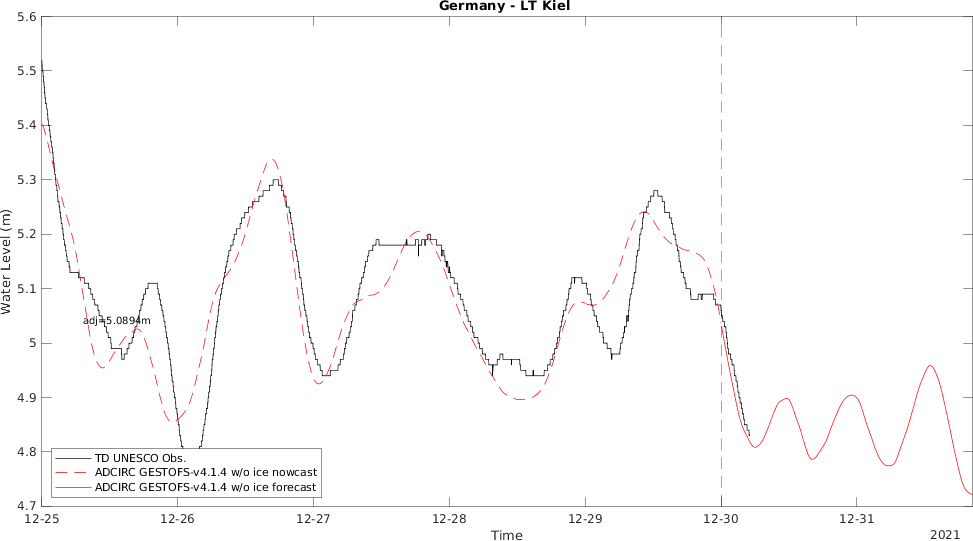 Germany - LT Kiel
5.6
5.5
5.4
5.3
5.2
5.1
5
4.9
4.8
4.7
Water Level (m)
adj=5.0894m
TD UNESCO Obs.
ADCIRC GESTOFS-v4.1.4 w/o ice nowcast
ADCIRC GESTOFS-v4.1.4 w/o ice forecast
12-25 12-26 12-27 12-28 12-29 12-30 12-31
Time
2021